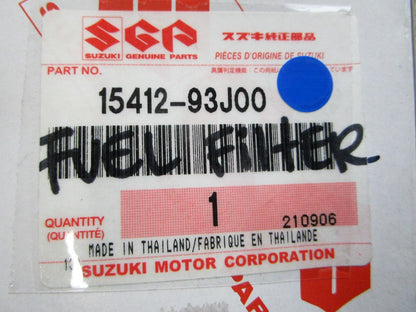 SGP スズキ純正部品
SUZUKI GENUINE PARTS PIÈCES D'ORIGINE DE SUZUKI
PART NO.
15412-93J00
FUEL FilTER
QUANTITY
(QUANTITÉ) 1 210906
MADE IN THAILAND/FABRIQUE EN THAILANDE
SUZUKI MOTOR CORPORATION